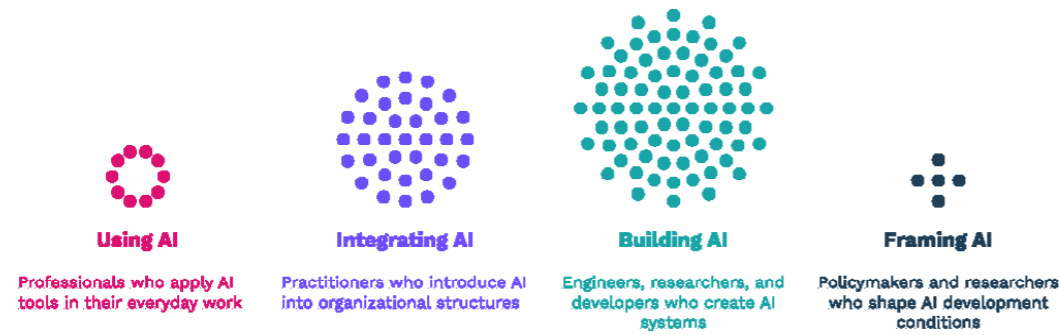 Using AI
Professionals who apply AI
tools in their everyday work
Integrating AI
Practitioners who introduce AI
into organizational structures
Building AI
Engineers, researchers, and
developers who create AI
systems
Framing AI
Policymakers and researchers
who shape AI development
conditions